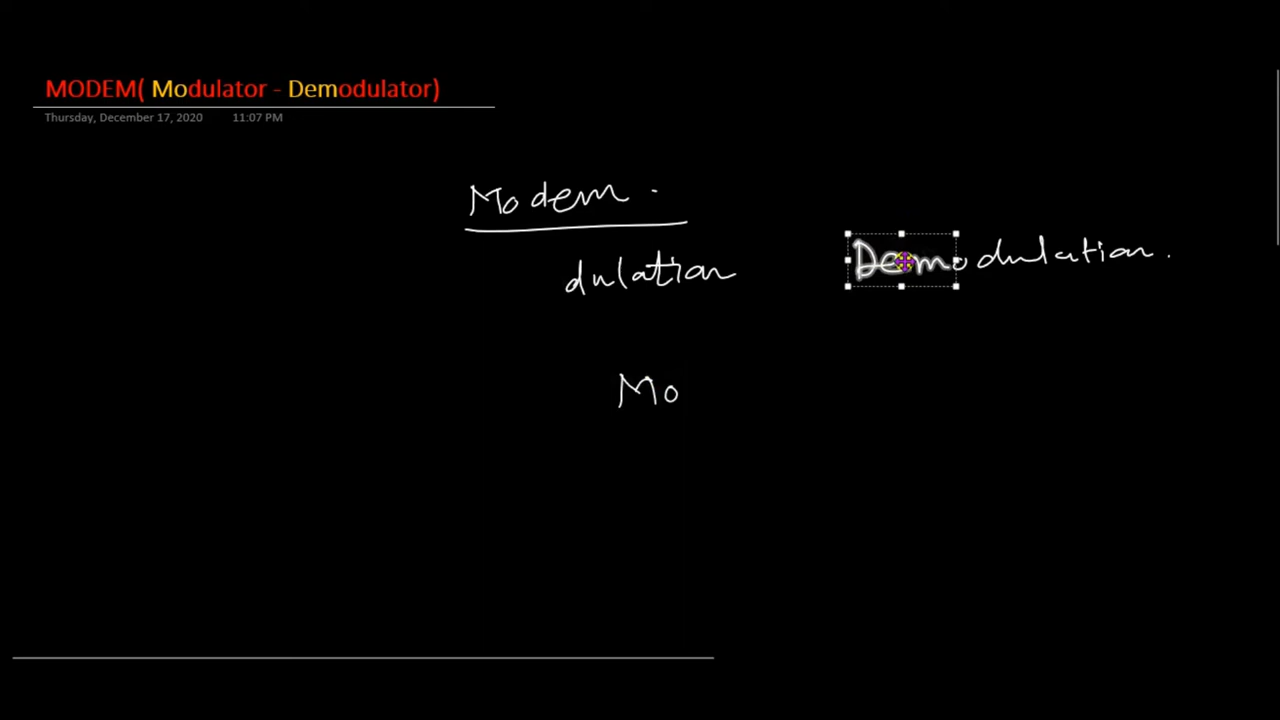 MODEM( Modulator - Demodulator)
Thursday, December 17, 2020 11:07 PM
Modem .
dulation Demodulation .
Mo